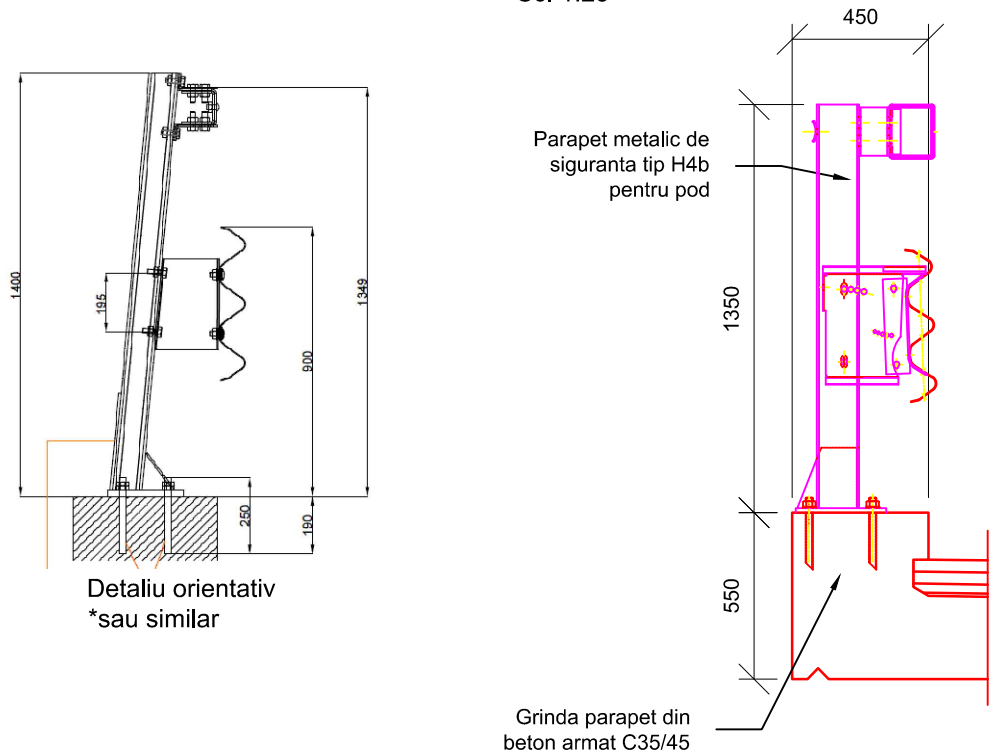 450
Parapet metalic de
siguranta tip H4b
pentru pod
1400
195
1349
900
1350
250
190
550
Detaliu orientativ
*sau similar
Grinda parapet din
beton armat C35/45